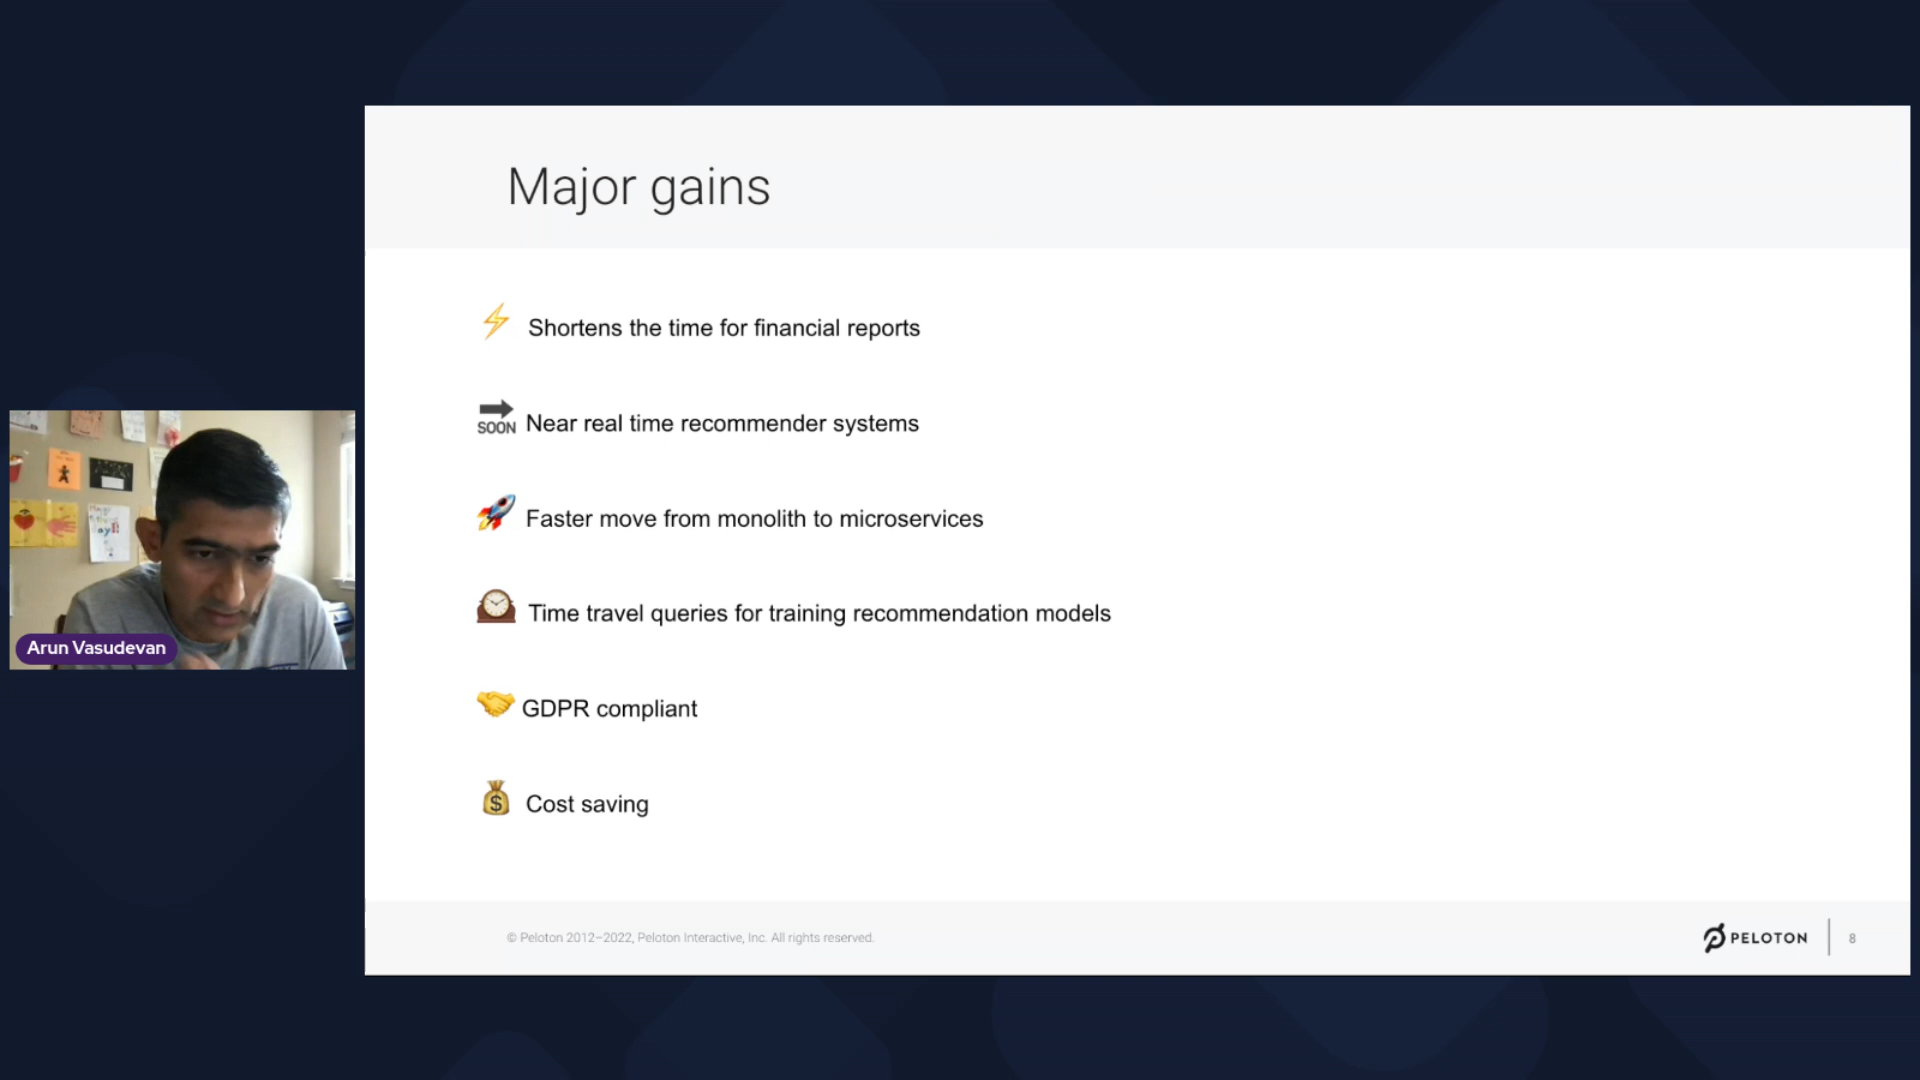 Major gains
Shortens the time for financial reports
SOON Near real time recommender systems
Faster move from monolith to microservices
Time travel queries for training recommendation models
GDPR compliant
$ Cost saving
Arun Vasudevan
© Peloton 2012–2022, Peloton Interactive, Inc. All rights reserved.
PELOTON 8